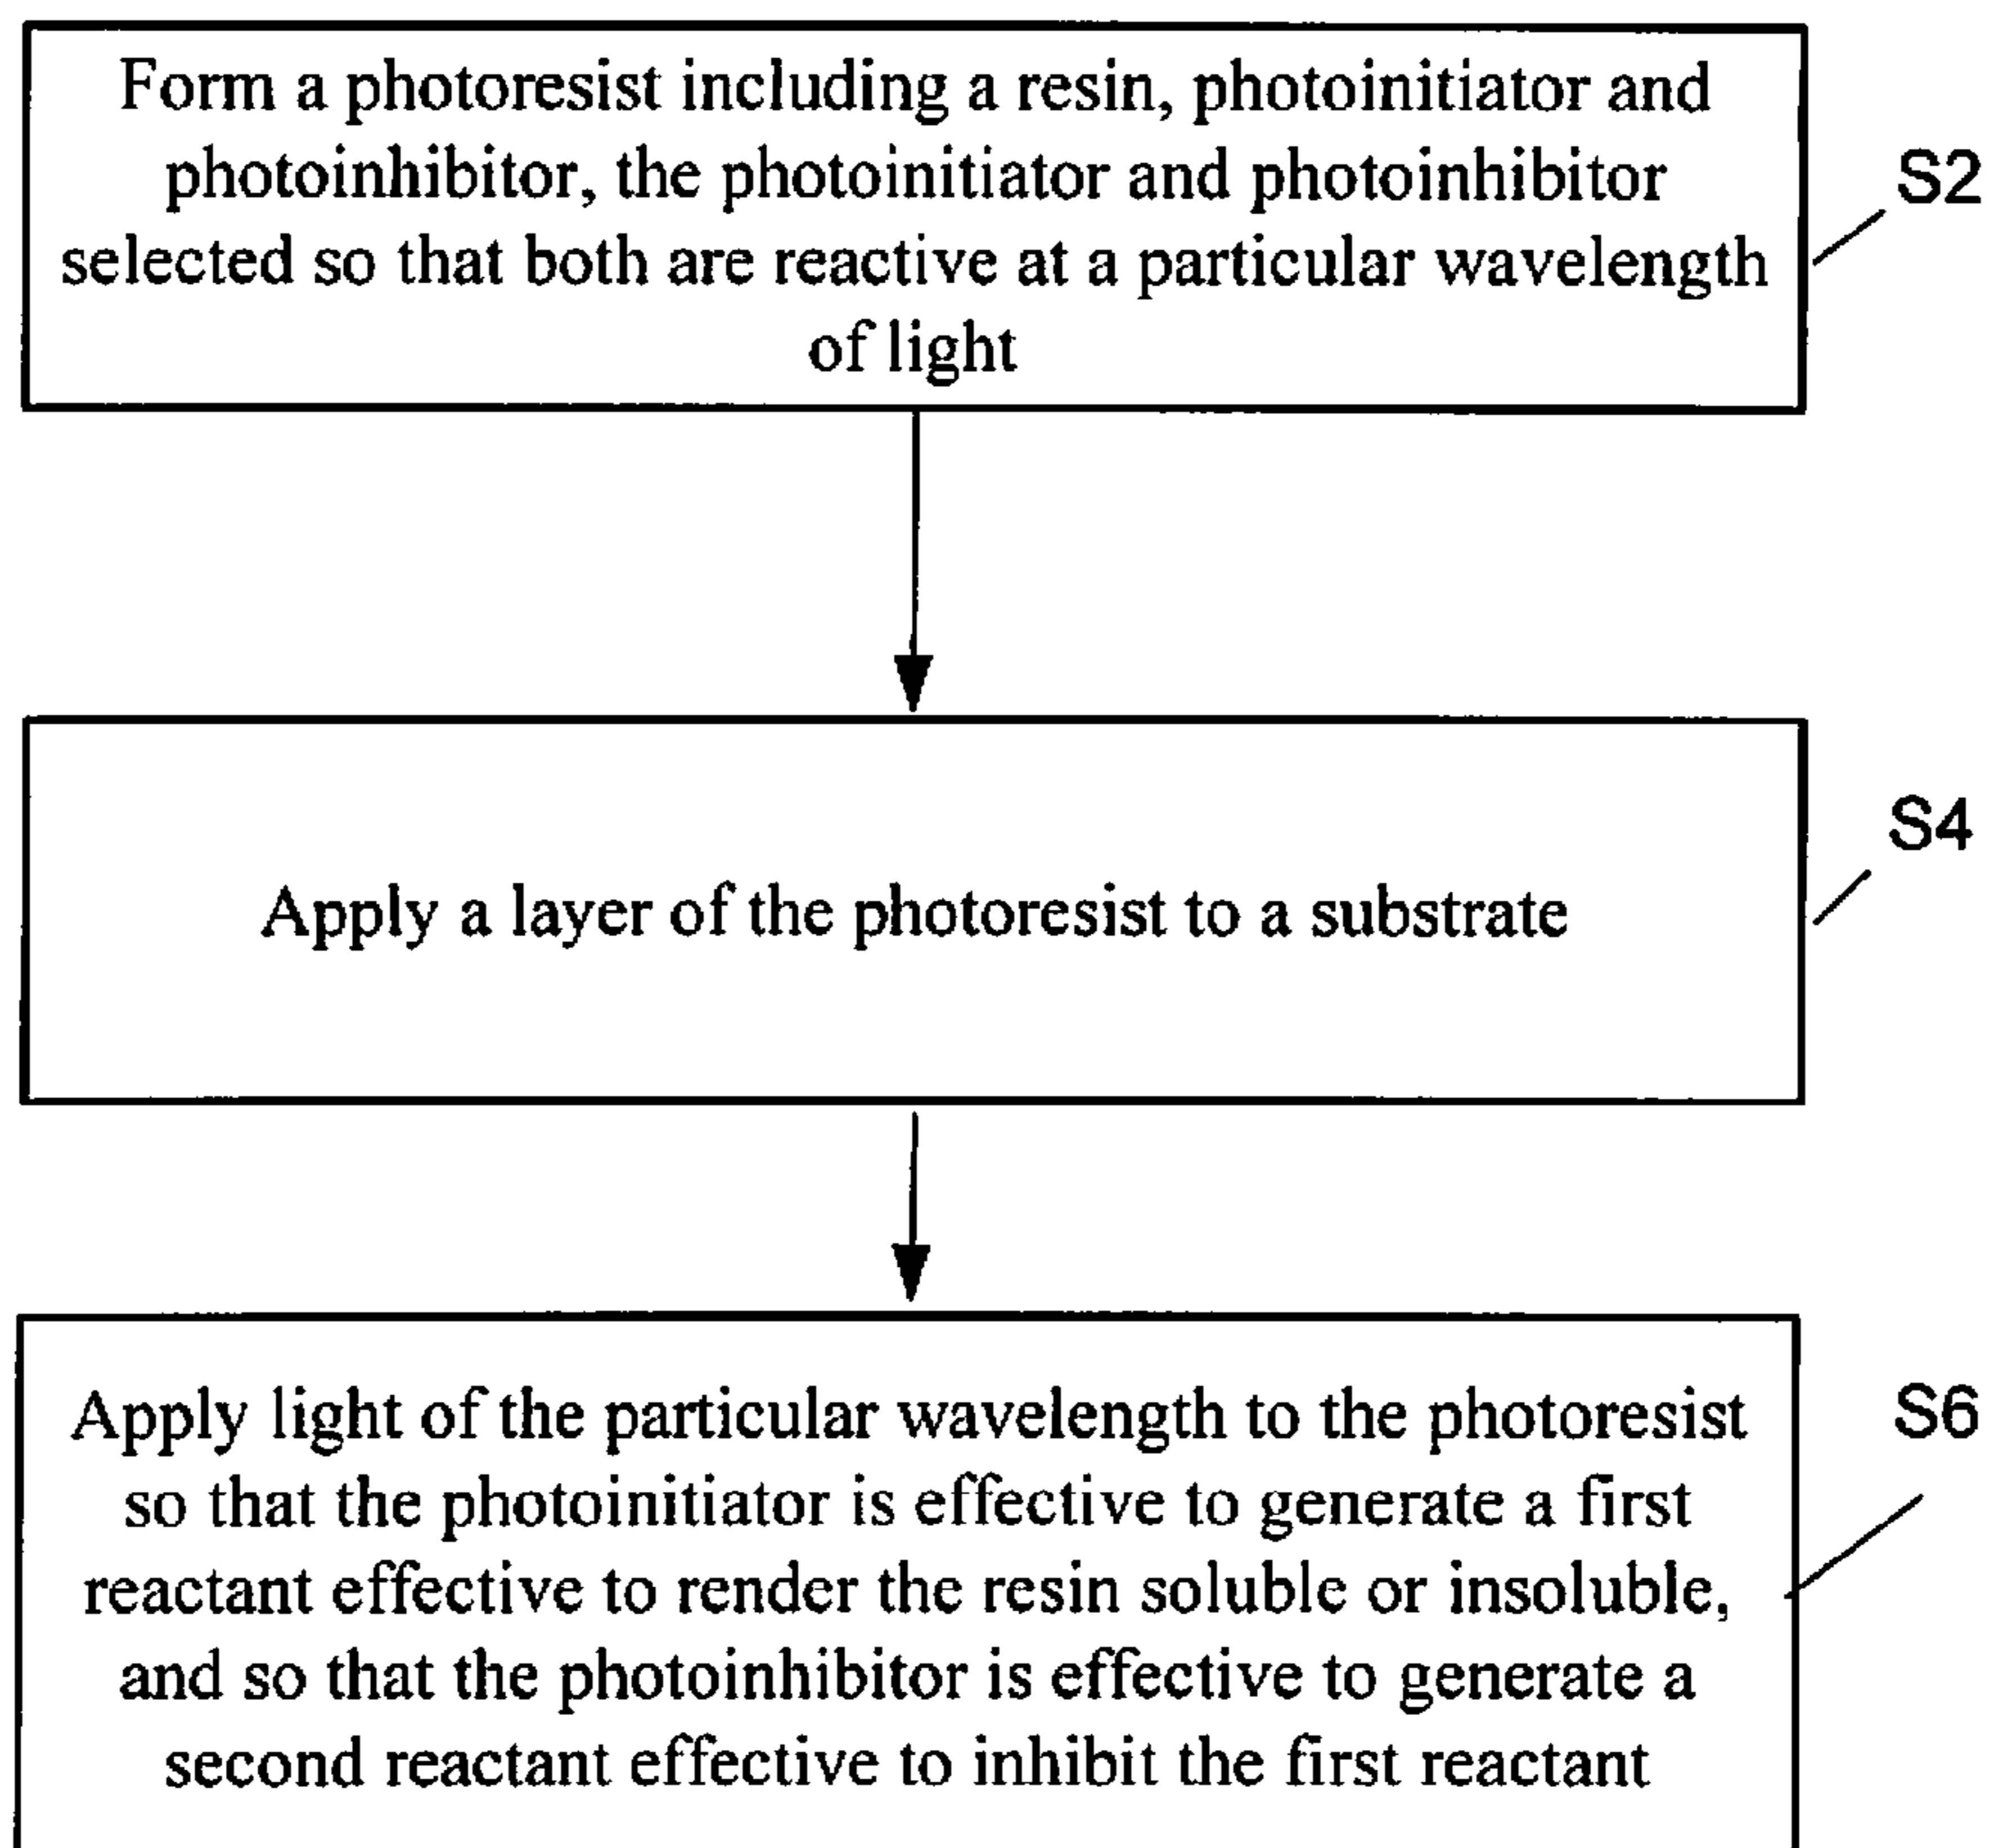 Form a photoresist including a resin, photoinitiator and
photoinhibitor, the photoinitiator and photoinhibitor
selected so that both are reactive at a particular wavelength
of light
S2
Apply a layer of the photoresist to a substrate
S4
Apply light of the particular wavelength to the photoresist
so that the photoinitiator is effective to generate a first
reactant effective to render the resin soluble or insoluble,
and so that the photoinhibitor is effective to generate a
second reactant effective to inhibit the first reactant
S6